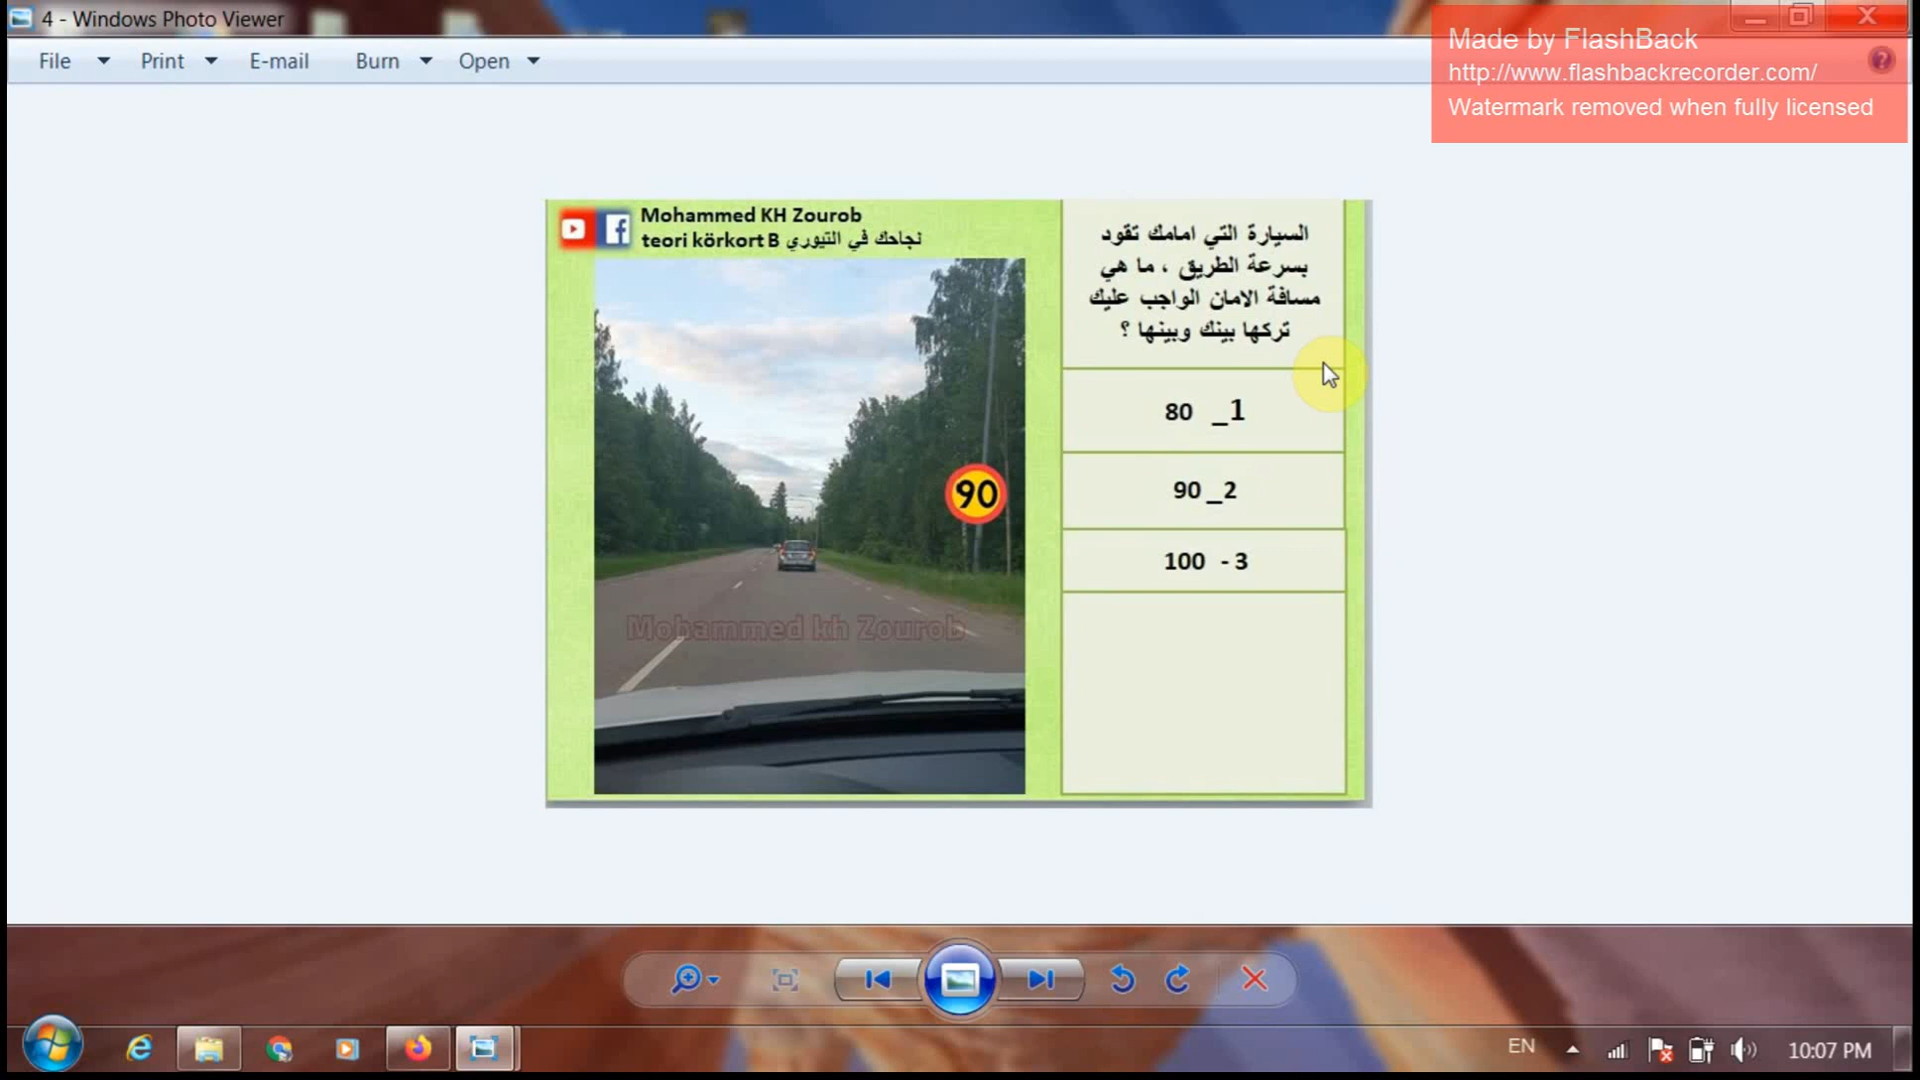 4 - Windows Photo Viewer
File Print E-mail Burn Open
Made by FlashBack
http://www.flashbackrecorder.com/
Watermark removed when fully licensed
Mohammed KH Zourob
teori körkort B نجاحك في التيوري
90
Mohammed kh Zourob
السيارة التي امامك تقود
بسرعة الطريق ، ما هي
مسافة الامان الواجب عليك
تركها بينك وبينها ؟
80 _1
90 _2
100 - 3
EN
10:07 PM